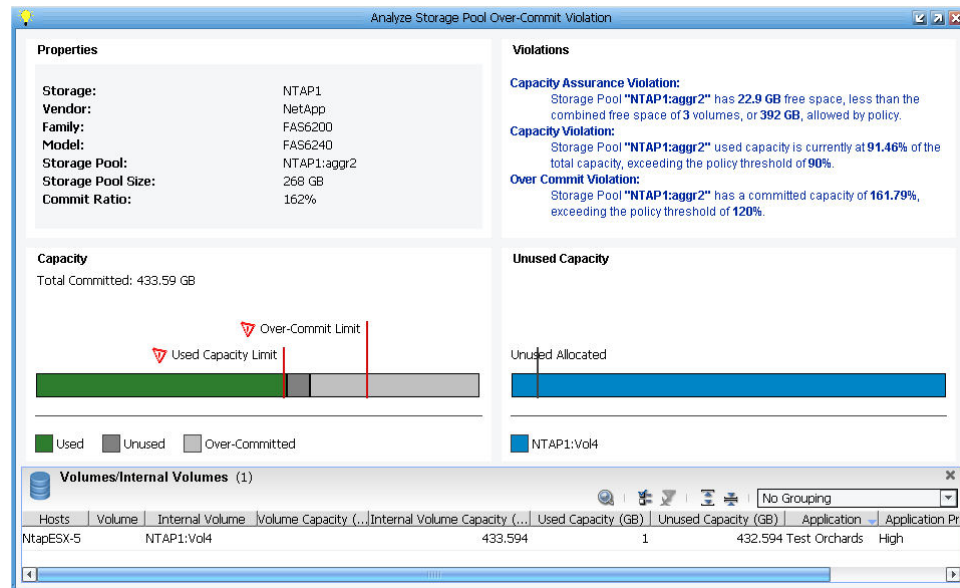 Analyze Storage Pool Over-Commit Violation
Properties
Storage: NTAP1
Vendor: NetApp
Family: FAS6200
Model: FAS6240
Storage Pool: NTAP1:aggr2
Storage Pool Size: 268 GB
Commit Ratio: 162%
Violations
Capacity Assurance Violation:
Storage Pool "NTAP1:aggr2" has 22.9 GB free space, less than the
combined free space of 3 volumes, or 392 GB, allowed by policy.
Capacity Violation:
Storage Pool "NTAP1:aggr2" used capacity is currently at 91.46% of the
total capacity, exceeding the policy threshold of 90%.
Over Commit Violation:
Storage Pool "NTAP1:aggr2" has a committed capacity of 161.79%,
exceeding the policy threshold of 120%.
Capacity
Total Committed: 433.59 GB
Over-Commit Limit
Used Capacity Limit
Used Unused Over-Committed
Unused Capacity
Unused Allocated
NTAP1:Vol4
Volumes/Internal Volumes (1)
No Grouping
Hosts Volume Internal Volume Volume Capacity (... Internal Volume Capacity (... Used Capacity (GB) Unused Capacity (GB) Application Application Pr
NtapESX-5 NTAP1:Vol4 433.594 1 432.594 Test Orchards High